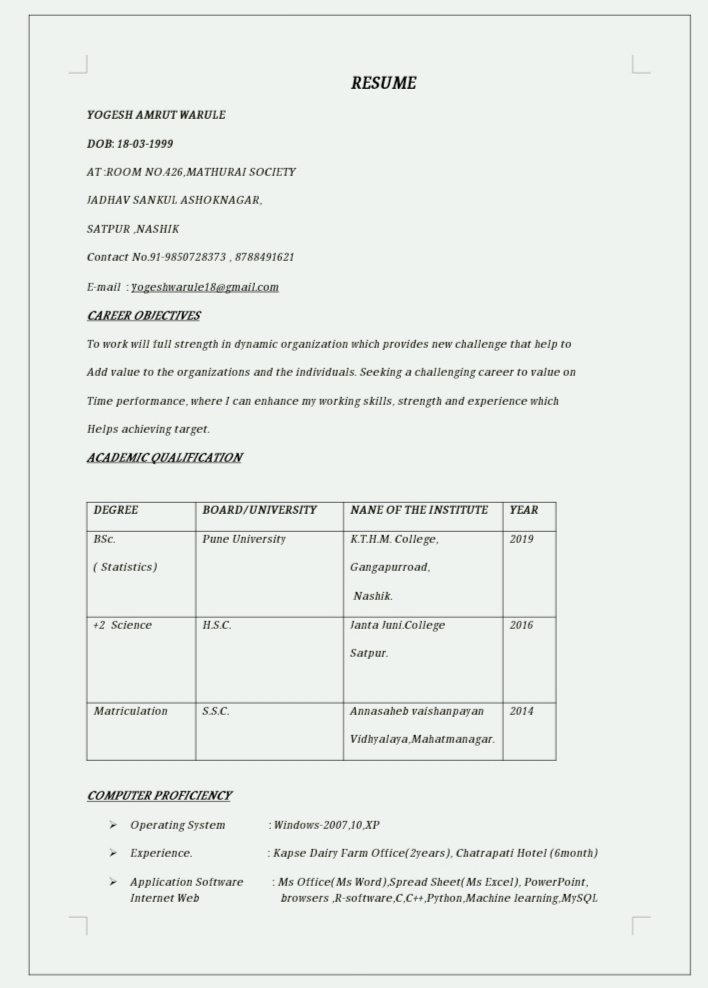 RESUME
YOGESH AMRUT WARULE
DOB: 18-03-1999
AT :ROOM NO.426,MATHURAI SOCIETY
JADHAV SANKUL ASHOKNAGAR,
SATPUR ,NASHIK
Contact No.91-9850728373 , 8788491621
E-mail : Yogeshwarule18@gmail.com
CAREER OBJECTIVES
To work will full strength in dynamic organization which provides new challenge that help to
Add value to the organizations and the individuals. Seeking a challenging career to value on
Time performance, where I can enhance my working skills, strength and experience which
Helps achieving target.
ACADEMIC QUALIFICATION
DEGREE BOARD/UNIVERSITY NANE OF THE INSTITUTE YEAR
BSc. Pune University K.T.H.M. College, 2019
( Statistics) Gangapurroad,
Nashik.
+2 Science H.S.C. Janta Juni.College 2016
Satpur.
Matriculation S.S.C. Annasaheb vaishanpayan 2014
Vidhyalaya,Mahatmanagar.
COMPUTER PROFICIENCY
➢ Operating System : Windows-2007,10,XP
➢ Experience. : Kapse Dairy Farm Office(2years), Chatrapati Hotel (6month)
➢ Application Software : Ms Office(Ms Word),Spread Sheet(Ms Excel), PowerPoint,
Internet Web browsers ,R-software,C,C++,Python,Machine learning,MySQL